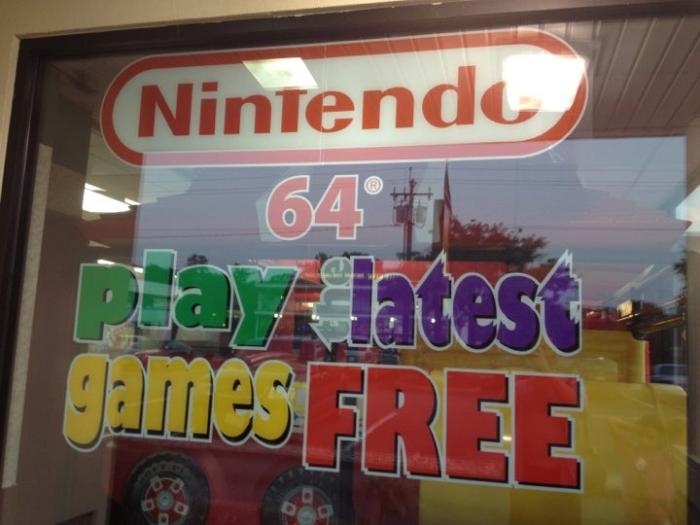 Nintendo
64®
play the latest
games FREE